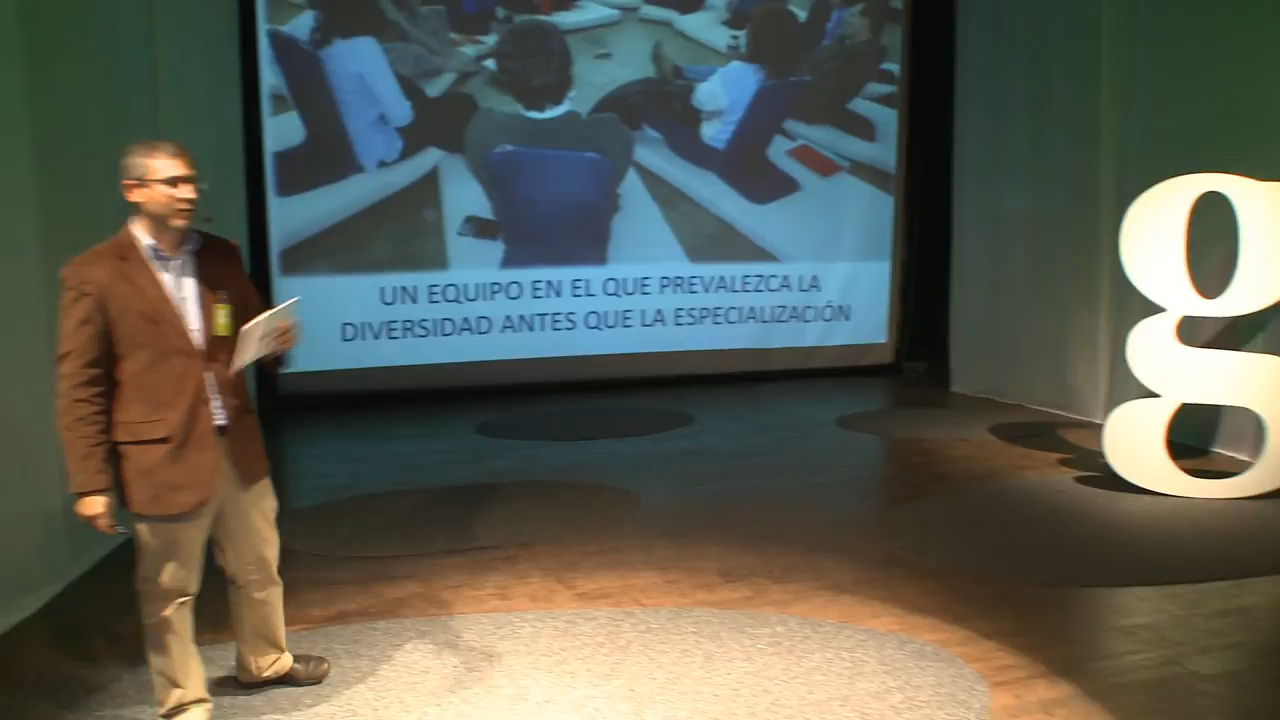 UN EQUIPO EN EL QUE PREVALEZCA LA
DIVERSIDAD ANTES QUE LA ESPECIALIZACIÓN
g